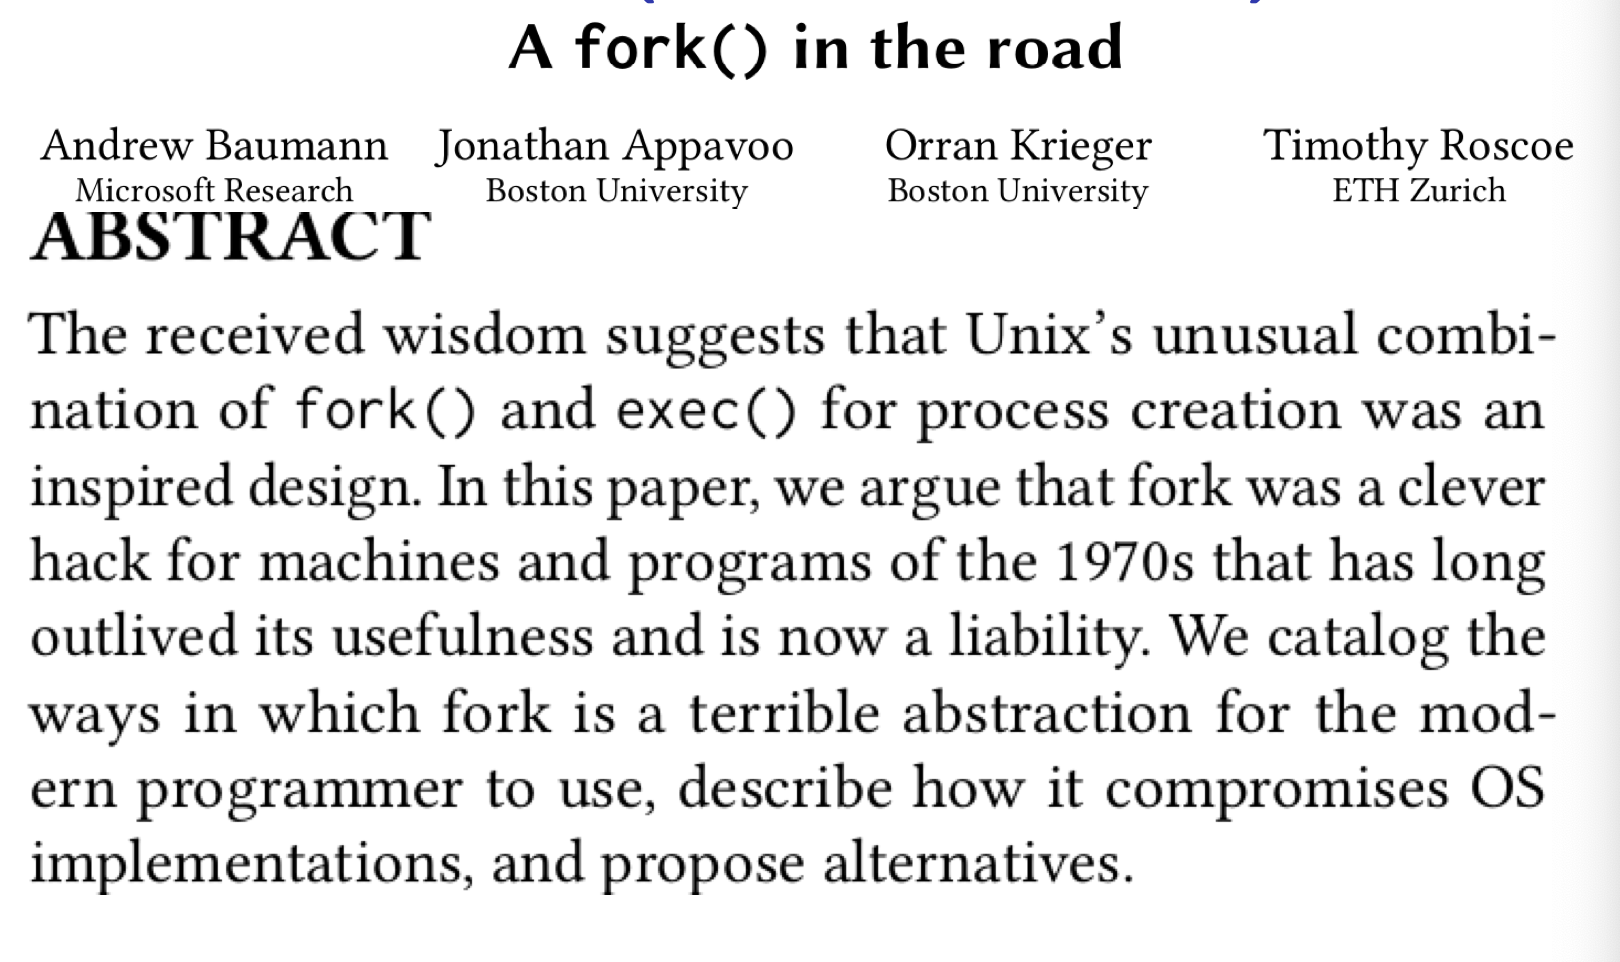 A fork() in the road
Andrew Baumann Jonathan Appavoo Orran Krieger Timothy Roscoe
Microsoft Research Boston University Boston University ETH Zurich
ABSTRACT
The received wisdom suggests that Unix’s unusual combi-
nation of fork() and exec() for process creation was an
inspired design. In this paper, we argue that fork was a clever
hack for machines and programs of the 1970s that has long
outlived its usefulness and is now a liability. We catalog the
ways in which fork is a terrible abstraction for the mod-
ern programmer to use, describe how it compromises OS
implementations, and propose alternatives.